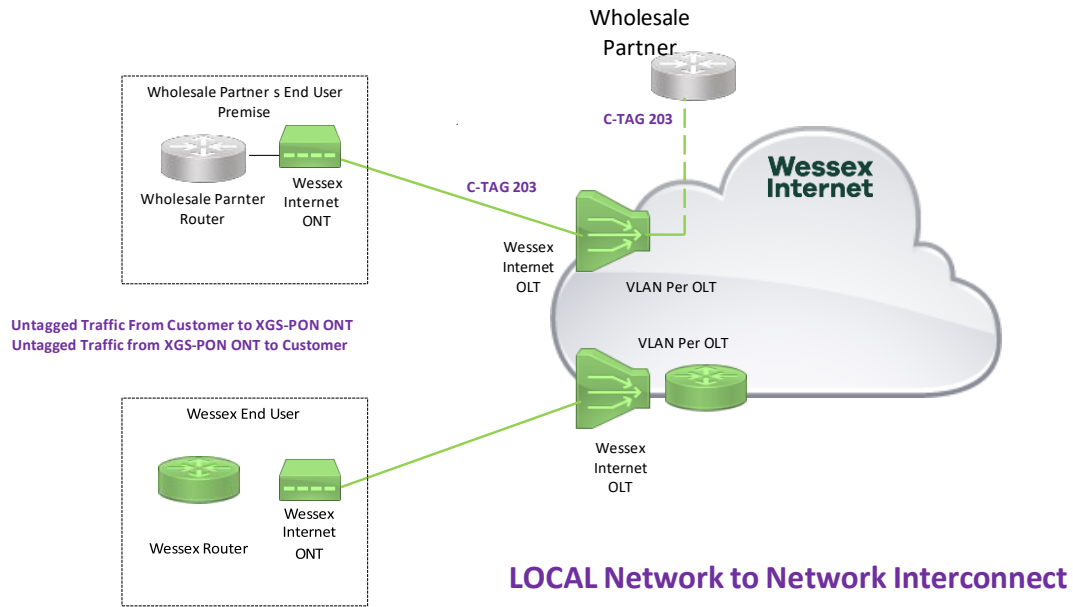 Wholesale
Partner
Wholesale Partner s End User
Premise
C-TAG 203
Wessex
Internet
C-TAG 203
Wessex
Internet
ONT
Wholesale Parnter
Router
Wessex
Internet
OLT
VLAN Per OLT
Untagged Traffic From Customer to XGS-PON ONT
Untagged Traffic from XGS-PON ONT to Customer
VLAN Per OLT
Wessex End User
Wessex
Internet
OLT
Wessex
Internet
ONT
Wessex Router
LOCAL Network to Network Interconnect